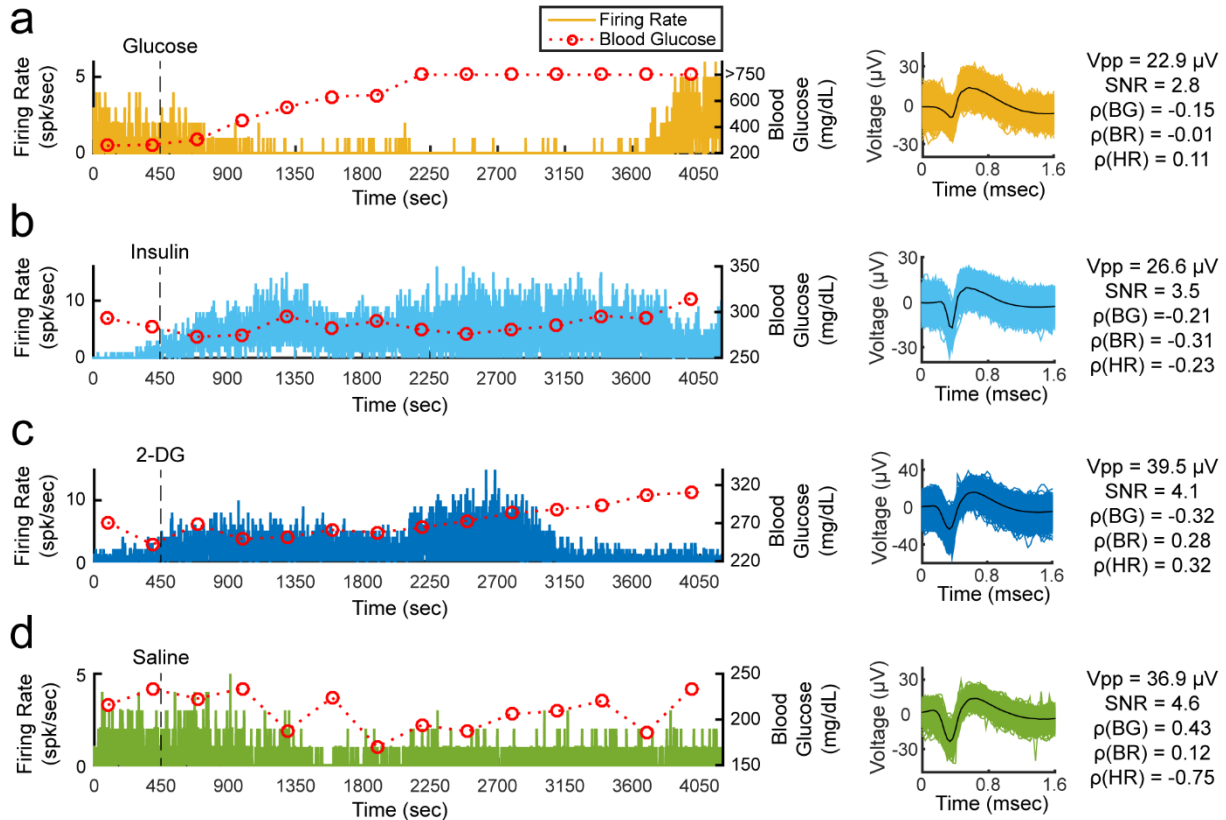 a
Firing Rate
Blood Glucose
Glucose
Firing Rate
(spk/sec)
5
0
>750
600
450
300
200
Blood
Glucose
(mg/dL)
0 450 900 1350 1800 2250 2700 3150 3600 4050
Time (sec)
Voltage (µV)
30
0
-30
0 0.8 1.6
Time (msec)
Vpp = 22.9 µV
SNR = 2.8
ρ(BG) = -0.15
ρ(BR) = -0.01
ρ(HR) = 0.11
b
Insulin
Firing Rate
(spk/sec)
10
0
350
300
250
Blood
Glucose
(mg/dL)
0 450 900 1350 1800 2250 2700 3150 3600 4050
Time (sec)
Voltage (µV)
30
0
-30
0 0.8 1.6
Time (msec)
Vpp = 26.6 µV
SNR = 3.5
ρ(BG) = -0.21
ρ(BR) = -0.31
ρ(HR) = -0.23
c
2-DG
Firing Rate
(spk/sec)
10
0
320
270
220
Blood
Glucose
(mg/dL)
0 450 900 1350 1800 2250 2700 3150 3600 4050
Time (sec)
Voltage (µV)
40
0
-40
0 0.8 1.6
Time (msec)
Vpp = 39.5 µV
SNR = 4.1
ρ(BG) = -0.32
ρ(BR) = 0.28
ρ(HR) = 0.32
d
Saline
Firing Rate
(spk/sec)
5
0
250
200
150
Blood
Glucose
(mg/dL)
0 450 900 1350 1800 2250 2700 3150 3600 4050
Time (sec)
Voltage (µV)
30
0
-30
0 0.8 1.6
Time (msec)
Vpp = 36.9 µV
SNR = 4.6
ρ(BG) = 0.43
ρ(BR) = 0.12
ρ(HR) = -0.75